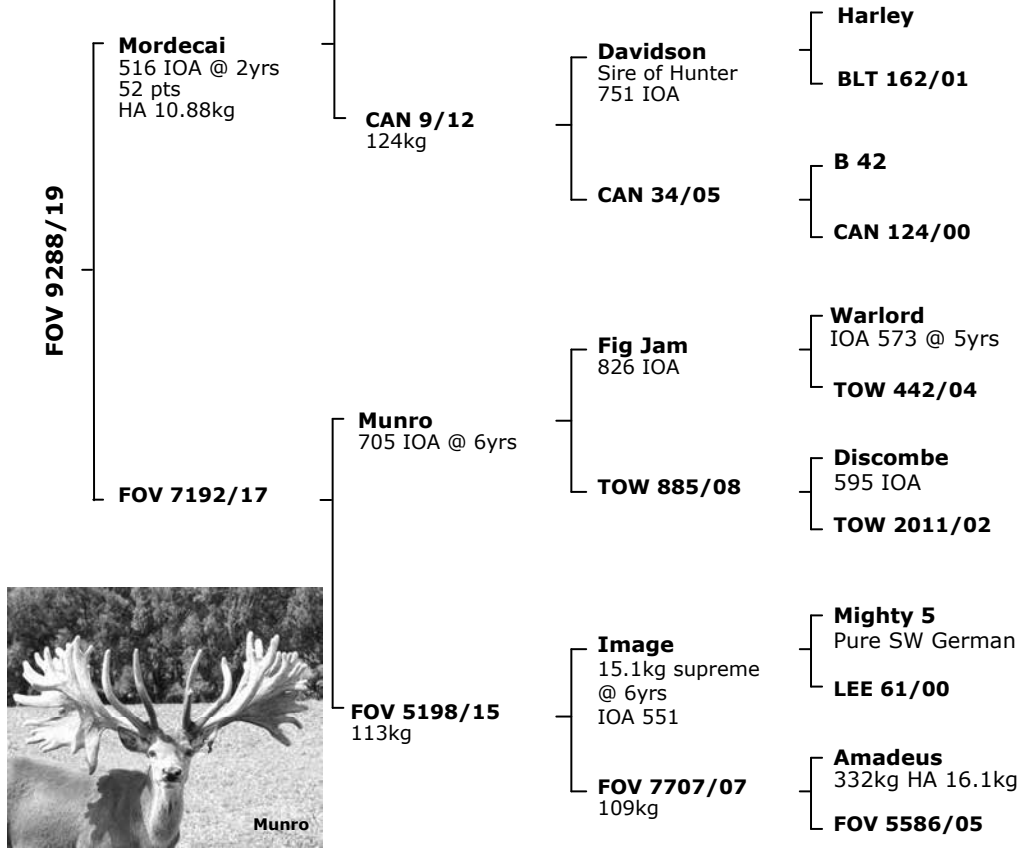 FOV 9288/19
Mordecai
516 IOA @ 2yrs
52 pts
HA 10.88kg
CAN 9/12
124kg
Davidson
Sire of Hunter
751 IOA
Harley
BLT 162/01
CAN 34/05
B 42
CAN 124/00
FOV 7192/17
Munro
705 IOA @ 6yrs
Fig Jam
826 IOA
Warlord
IOA 573 @ 5yrs
TOW 442/04
TOW 885/08
Discombe
595 IOA
TOW 2011/02
FOV 5198/15
113kg
Image
15.1kg supreme
@ 6yrs
IOA 551
Mighty 5
Pure SW German
LEE 61/00
FOV 7707/07
109kg
Amadeus
332kg HA 16.1kg
FOV 5586/05
Munro